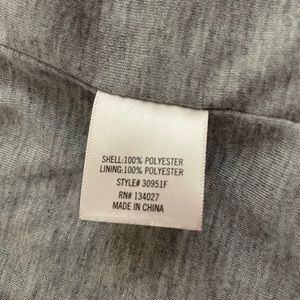 SHELL:100% POLYESTER
LINING:100% POLYESTER
STYLE# 30951F
RN# 134027
MADE IN CHINA